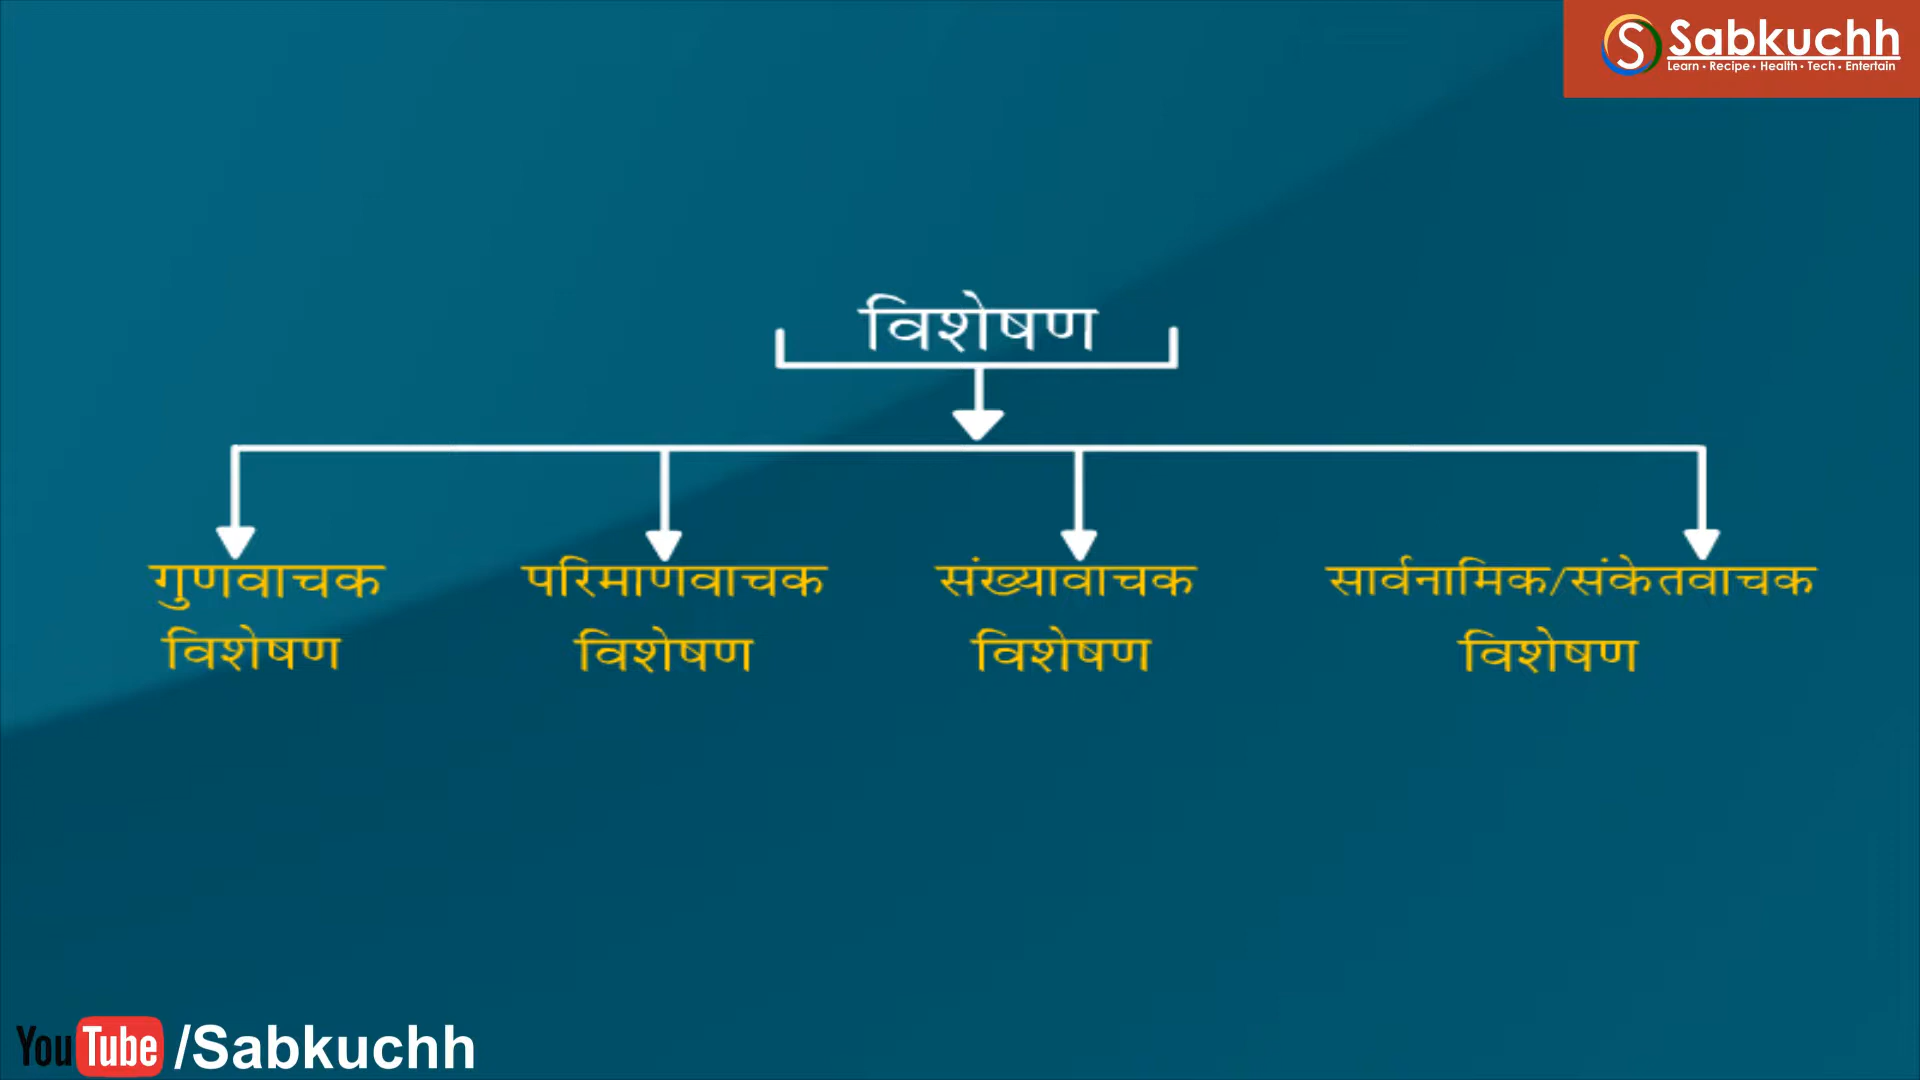 Sabkuchh
Learn • Recipe • Health • Tech • Entertain
विशेषण
गुणवाचक
विशेषण
परिमाणवाचक
विशेषण
संख्यावाचक
विशेषण
सार्वनामिक/संकेतवाचक
विशेषण
YouTube /Sabkuchh